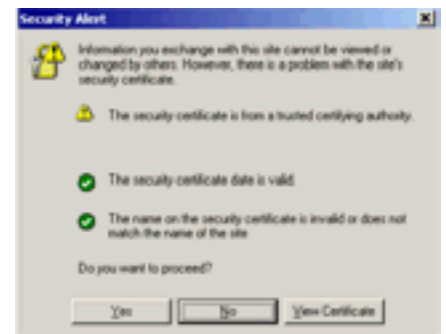 Security Alert
Information you exchange with this site cannot be viewed or
changed by others. However, there is a problem with the site's
security certificate.
The security certificate is from a trusted certifying authority.
The security certificate date is valid.
The name on the security certificate is invalid or does not
match the name of the site
Do you want to proceed?
Yes
No
View Certificate